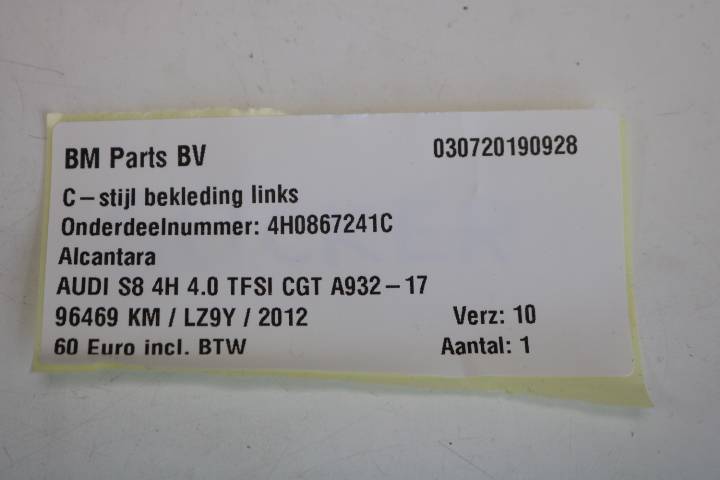 BM Parts BV 030720190928
C-stijl bekleding links
Onderdeelnummer: 4H0867241C
Alcantara
AUDI S8 4H 4.0 TFSI CGT A932-17
96469 KM / LZ9Y / 2012 Verz: 10
60 Euro incl. BTW Aantal: 1